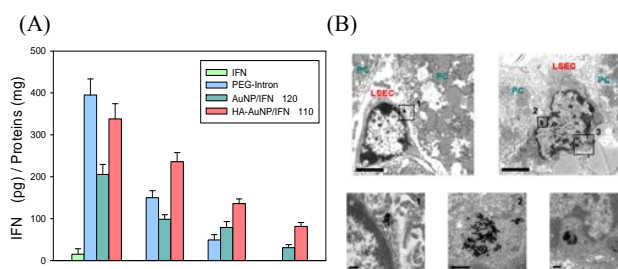 (A)
(B)
500
400
300
200
100
0
IFN (pg) / Proteins (mg)
IFN
PEG-Intron
AuNP/IFN 120
HA-AuNP/IFN 110
PC
PC
LSEC
1
LSEC
PC
PC
2
3
1
2